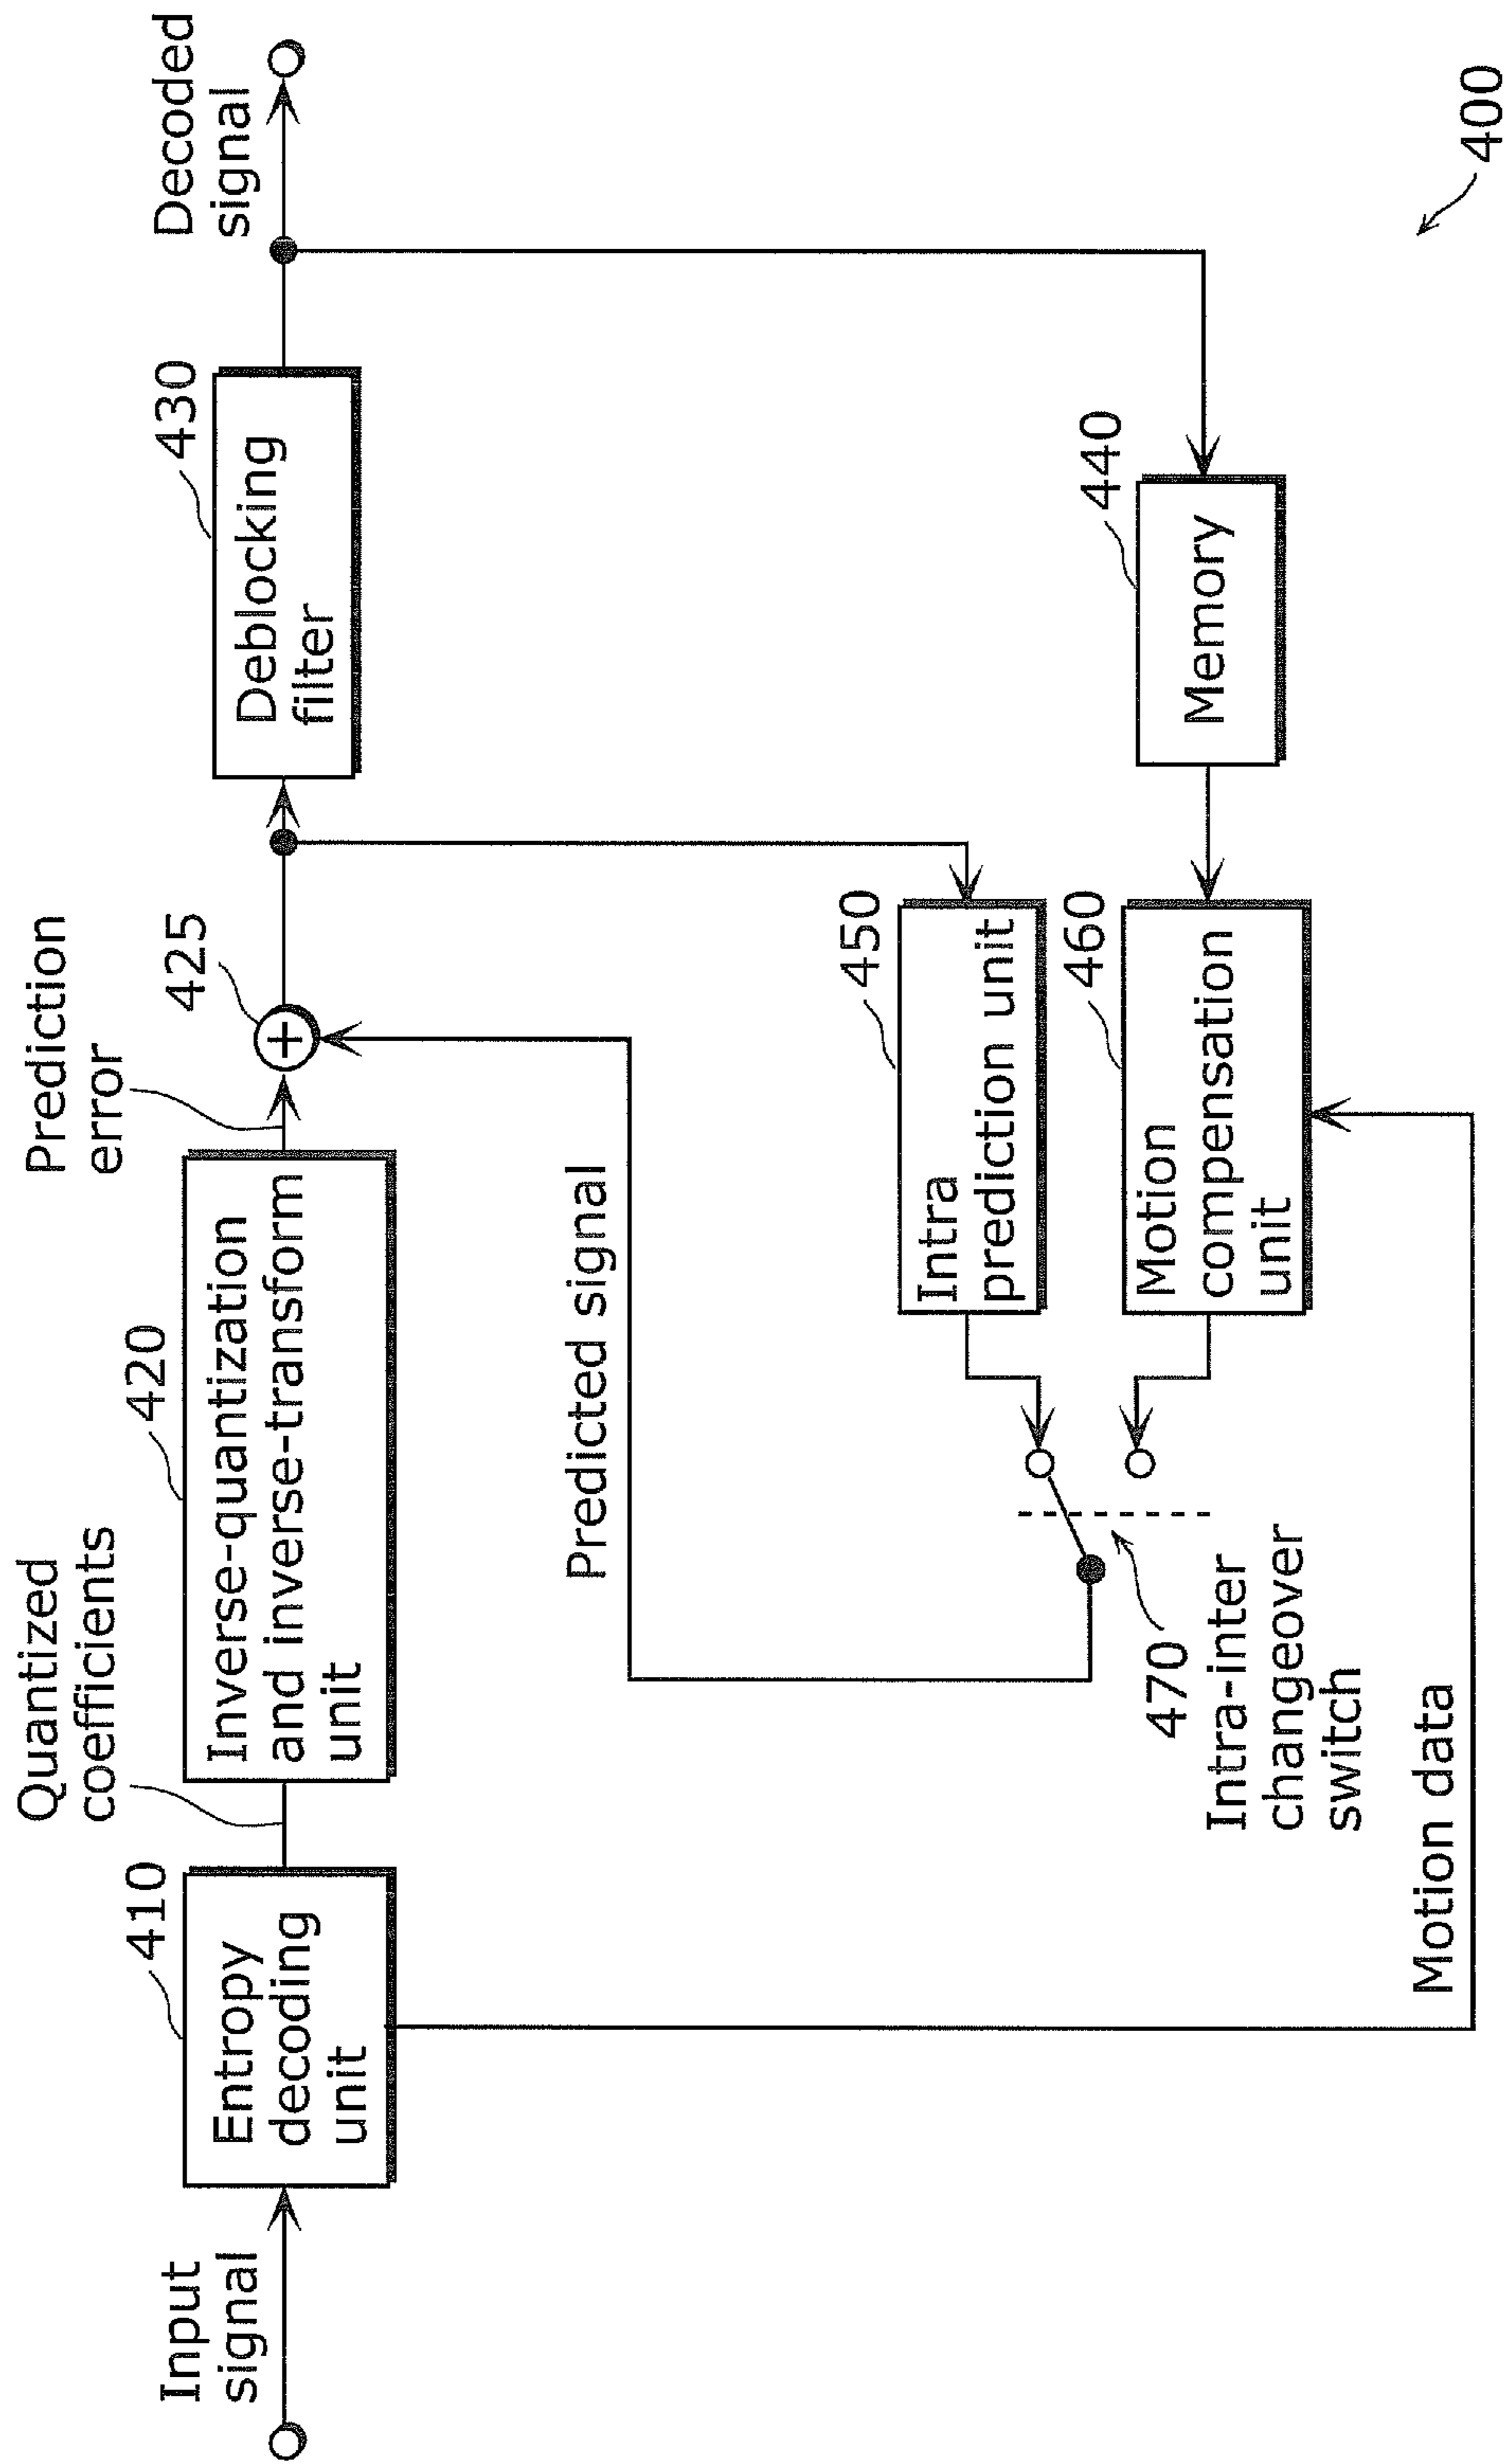 Input
signal
410
Entropy
decoding
unit
Quantized
coefficients
420
Inverse-quantization
and inverse-transform
unit
Prediction
error
425
430
Deblocking
filter
Decoded
signal
Predicted signal
450
Intra
prediction unit
440
Memory
460
Motion
compensation
unit
470
Intra-inter
changeover
switch
Motion data
400